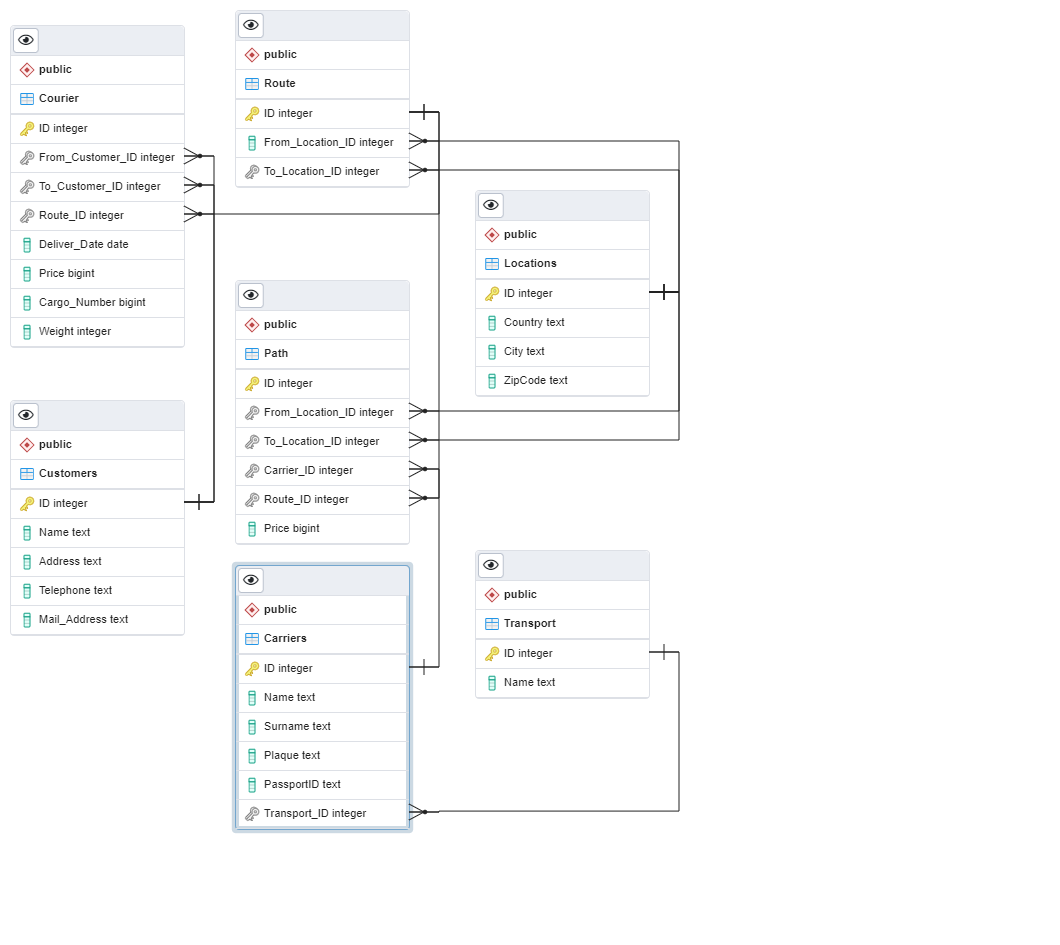 public
Courier
ID integer
From_Customer_ID integer
To_Customer_ID integer
Route_ID integer
Deliver_Date date
Price bigint
Cargo_Number bigint
Weight integer
public
Customers
ID integer
Name text
Address text
Telephone text
Mail_Address text
public
Route
ID integer
From_Location_ID integer
To_Location_ID integer
public
Path
ID integer
From_Location_ID integer
To_Location_ID integer
Carrier_ID integer
Route_ID integer
Price bigint
public
Carriers
ID integer
Name text
Surname text
Plaque text
PassportID text
Transport_ID integer
public
Locations
ID integer
Country text
City text
ZipCode text
public
Transport
ID integer
Name text